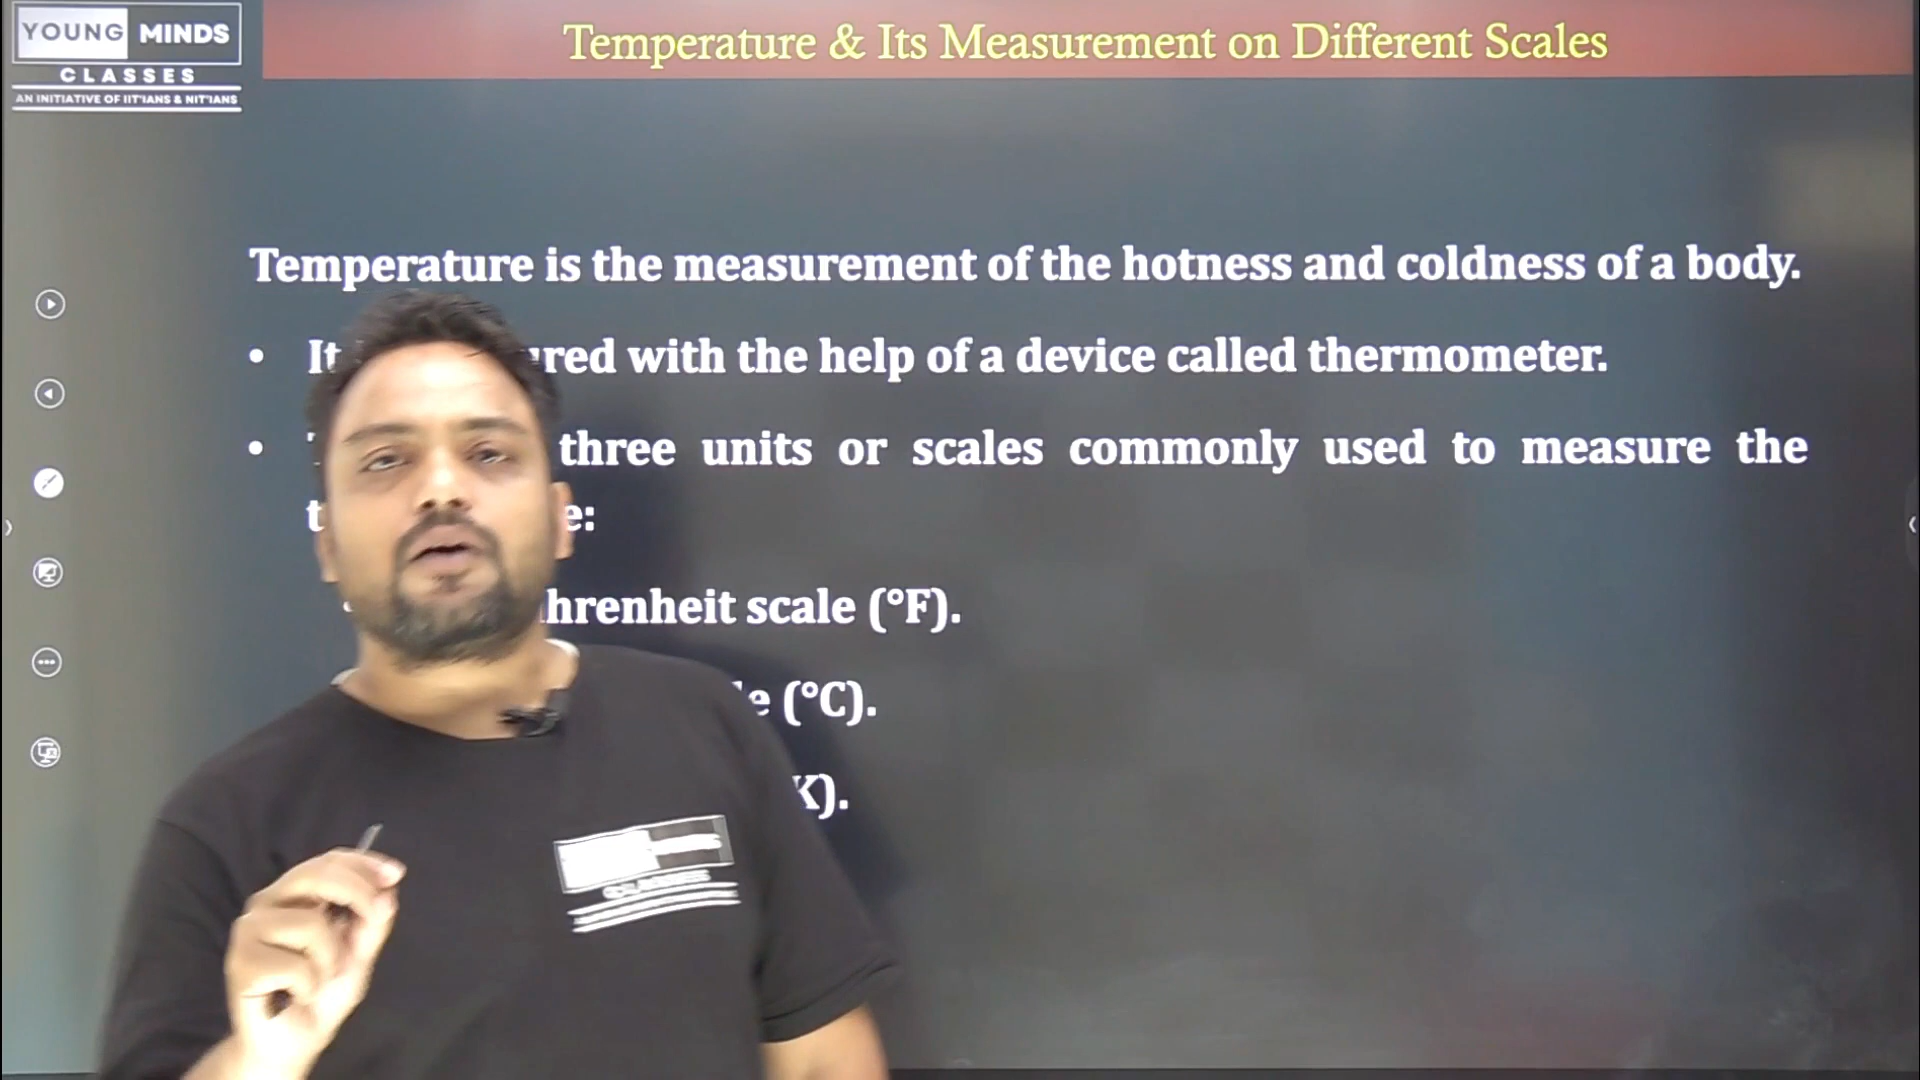 YOUNG MINDS
CLASSES
AN INITIATIVE OF IIT'IANS & NIT'IANS
Temperature & Its Measurement on Different Scales
Temperature is the measurement of the hotness and coldness of a body.
• It with the help of a device called thermometer.
• three units or scales commonly used to measure the
scale (°F).
(°C).
K).
CLASSES